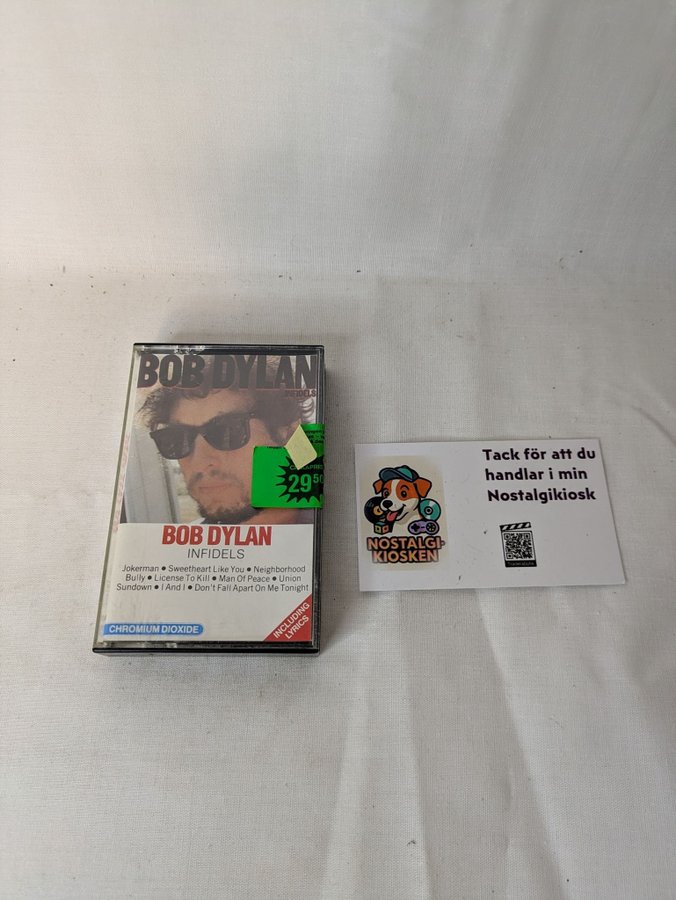 BOB DYLAN
INFIDELS
29.50
BOB DYLAN
INFIDELS
Jokerman • Sweetheart Like You • Neighborhood
Bully • License To Kill • Man Of Peace • Union
Sundown • I And I • Don't Fall Apart On Me Tonight
CHROMIUM DIOXIDE
INCLUDING
LYRICS
Tack för att du
handlar i min
Nostalgikiosk
NOSTALGI-
KIOSKEN